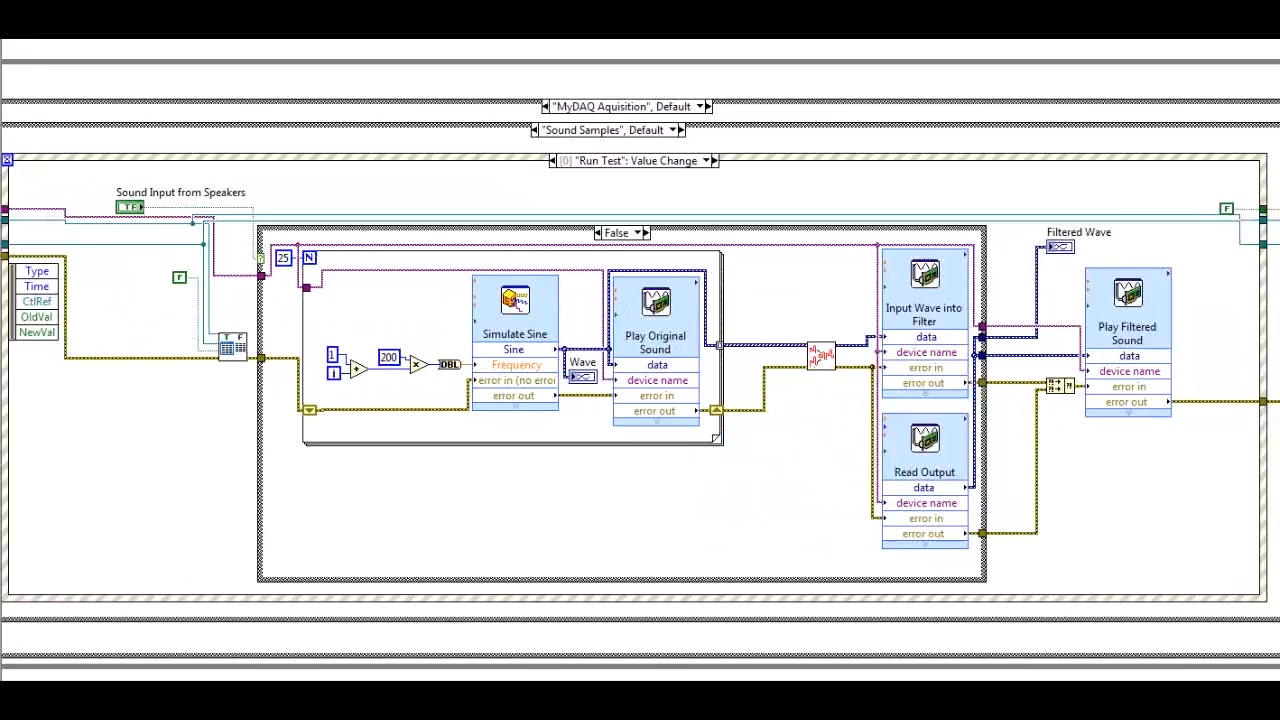 "MyDAQ Aquisition", Default
"Sound Samples", Default
[0] "Run Test": Value Change
Sound Input from Speakers
TF
F
False
Filtered Wave
25
N
Type
Time
CtlRef
OldVal
NewVal
F
T F
Simulate Sine
Sine
Frequency
error in (no erro
error out
Wave
Play Original
Sound
data
device name
error in
error out
1
i
200
DBL
Input Wave into
Filter
data
device name
error in
error out
Read Output
data
device name
error in
error out
Play Filtered
Sound
data
device name
error in
error out